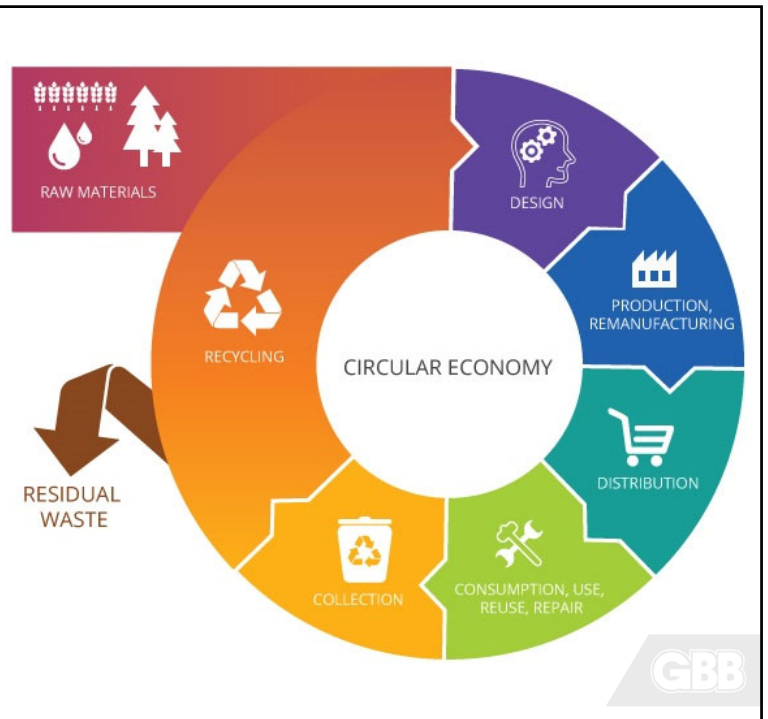 RAW MATERIALS
DESIGN
PRODUCTION,
REMANUFACTURING
RECYCLING
CIRCULAR ECONOMY
DISTRIBUTION
RESIDUAL
WASTE
CONSUMPTION, USE,
REUSE, REPAIR
COLLECTION
GBB